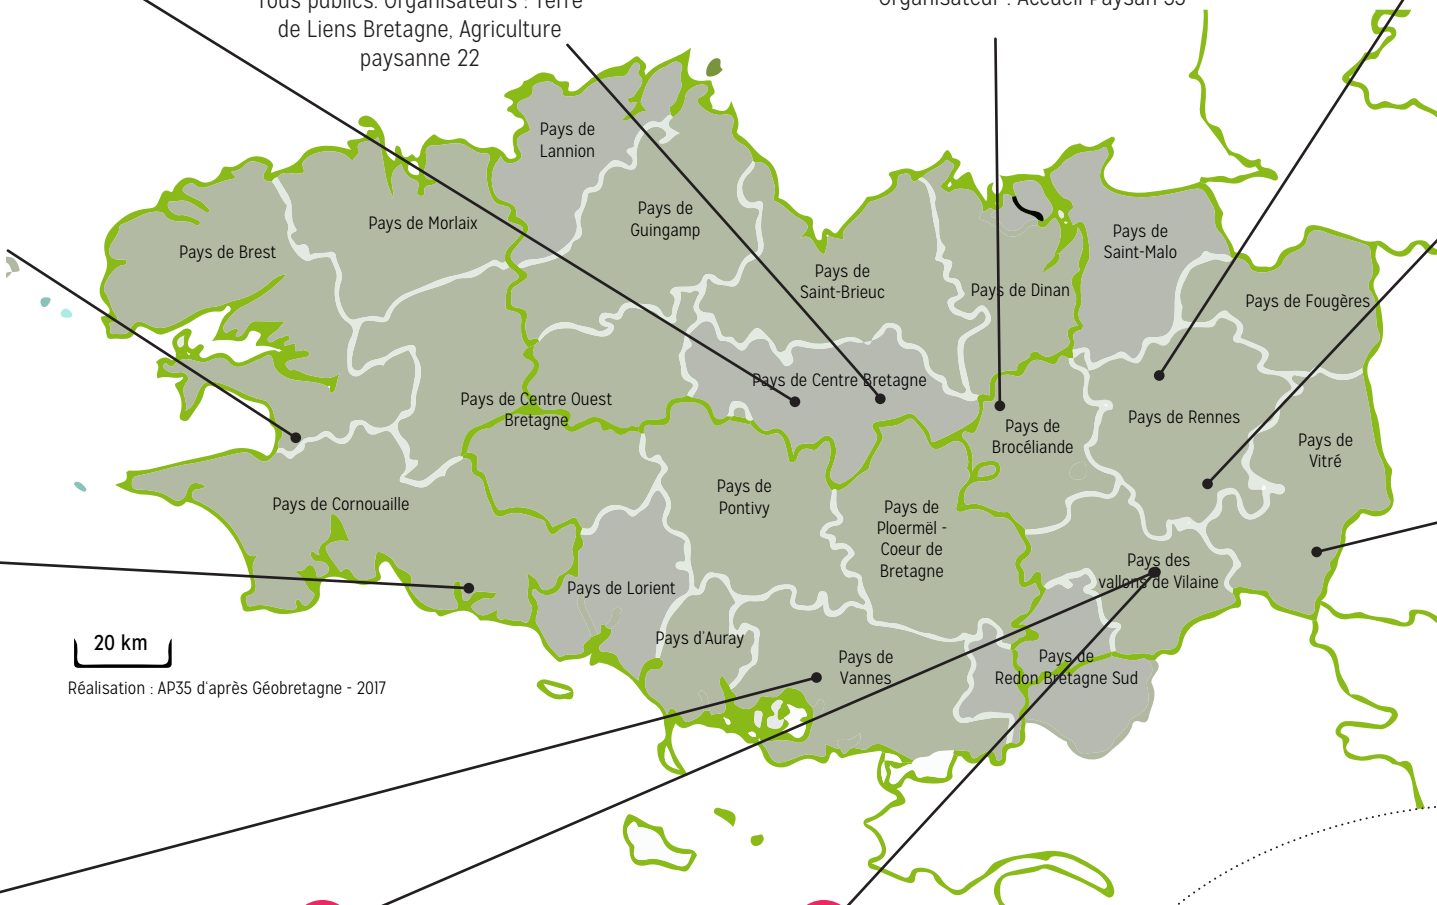 Tous publics. Organisateurs : Terre
de Liens Bretagne, Agriculture
paysanne 22
Organisateur : Accueil Paysan 35
Pays de
Lannion
Pays de Morlaix
Pays de
Guingamp
Pays de Brest
Pays de
Saint-Brieuc
Pays de Dinan
Pays de
Saint-Malo
Pays de Fougères
Pays de Centre Bretagne
Pays de Centre Ouest
Bretagne
Pays de
Brocéliande
Pays de Rennes
Pays de
Vitré
Pays de Cornouaille
Pays de
Pontivy
Pays de
Ploermël -
Coeur de
Bretagne
Pays des
vallons de Vilaine
Pays de Lorient
Pays d'Auray
Pays de
Vannes
Pays de
Redon Bretagne Sud
20 km
Réalisation : AP35 d'après Géobretagne - 2017